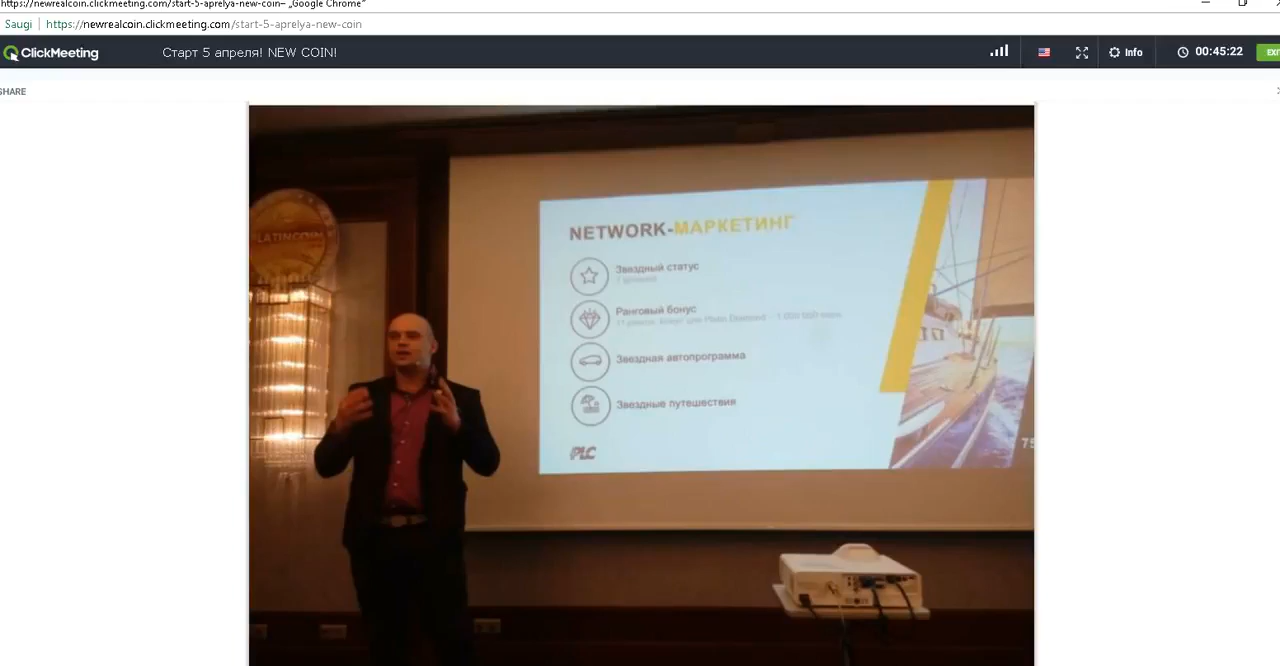 https://newrealcoin.clickmeeting.com/start-5-aprelya-new-coin– „Google Chrome“
Saugi
https://newrealcoin.clickmeeting.com/start-5-aprelya-new-coin
ClickMeeting
Старт 5 апреля! NEW COIN!
Info
00:45:22
SHARE
PLATINCOIN
NETWORK-МАРКЕТИНГ
Звездный статус
Ранговый бонус
Звездная автопрограмма
Звездные путешествия
PLC